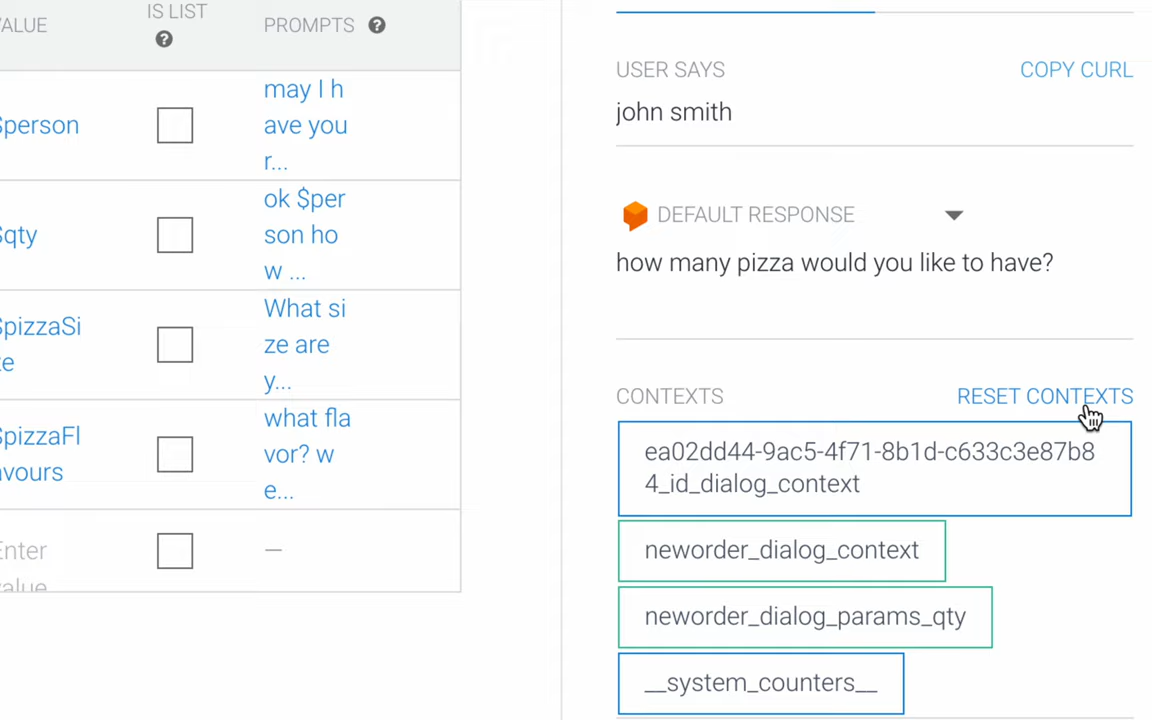 VALUE
IS LIST
PROMPTS
$person
may I h
ave you
r...
$qty
ok $per
son ho
w ...
$pizzaSi
ze
What si
ze are
y...
$pizzaFl
avours
what fla
vor? w
e...
Enter
value
—
USER SAYS
COPY CURL
john smith
DEFAULT RESPONSE
how many pizza would you like to have?
CONTEXTS
RESET CONTEXTS
ea02dd44-9ac5-4f71-8b1d-c633c3e87b8
4_id_dialog_context
neworder_dialog_context
neworder_dialog_params_qty
__system_counters__